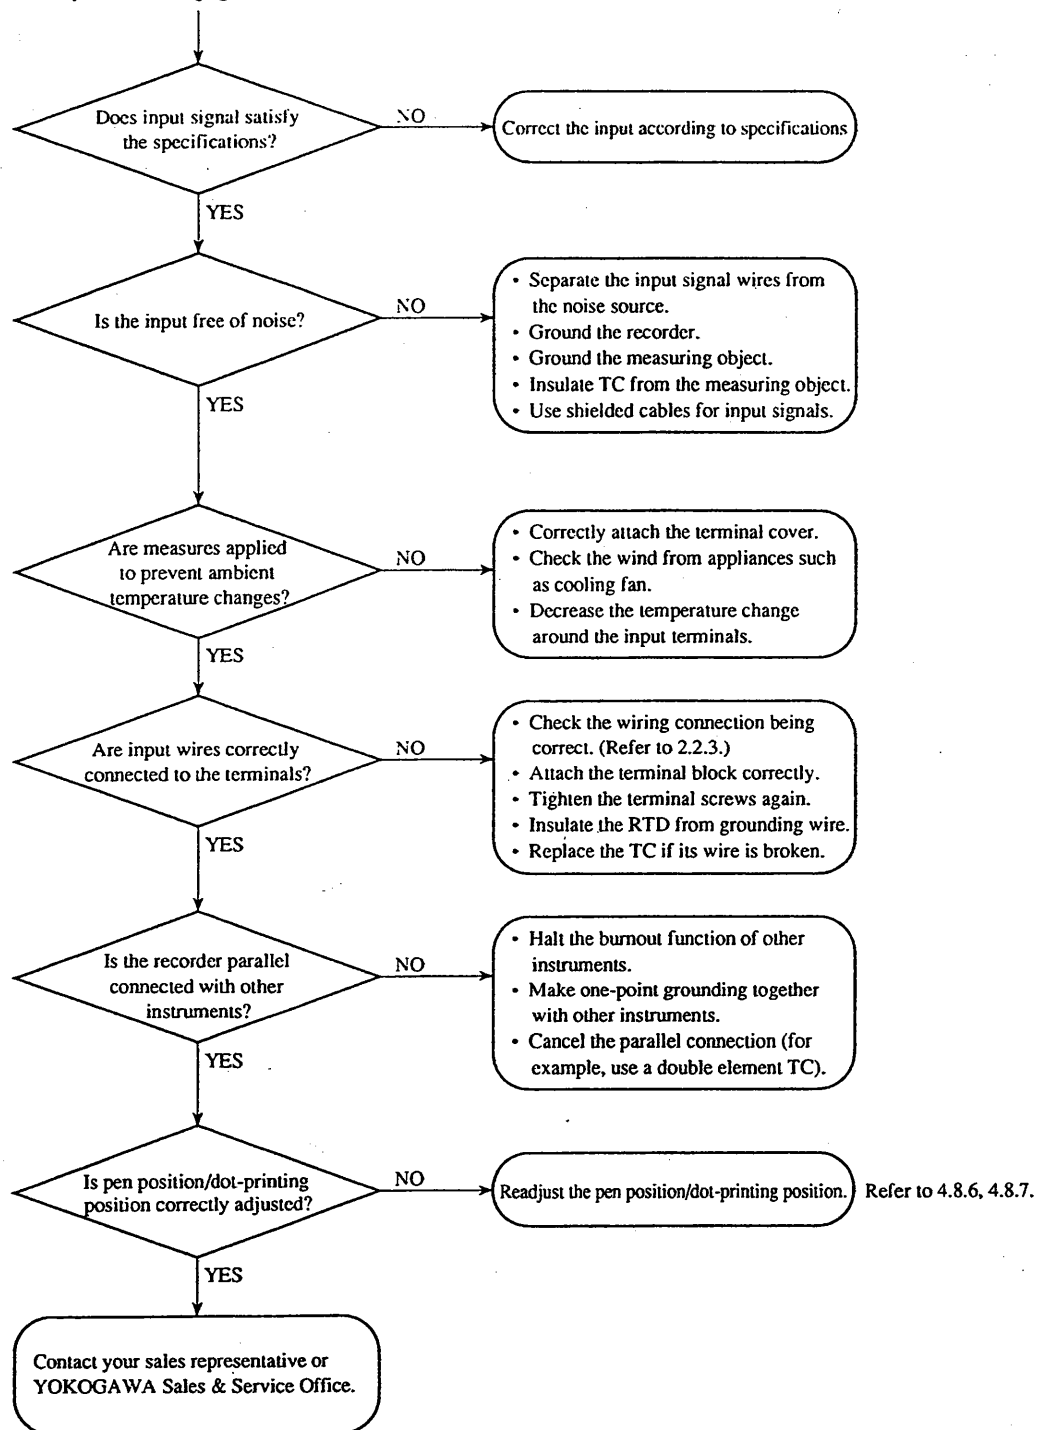 Does input signal satisfy
the specifications?
NO
Correct the input according to specifications
YES
Is the input free of noise?
NO
• Separate the input signal wires from
the noise source.
• Ground the recorder.
• Ground the measuring object.
• Insulate TC from the measuring object.
• Use shielded cables for input signals.
YES
Are measures applied
to prevent ambient
temperature changes?
NO
• Correctly attach the terminal cover.
• Check the wind from appliances such
as cooling fan.
• Decrease the temperature change
around the input terminals.
YES
Are input wires correctly
connected to the terminals?
NO
• Check the wiring connection being
correct. (Refer to 2.2.3.)
• Attach the terminal block correctly.
• Tighten the terminal screws again.
• Insulate the RTD from grounding wire.
• Replace the TC if its wire is broken.
YES
Is the recorder parallel
connected with other
instruments?
NO
• Halt the burnout function of other
instruments.
• Make one-point grounding together
with other instruments.
• Cancel the parallel connection (for
example, use a double element TC).
YES
Is pen position/dot-printing
position correctly adjusted?
NO
Readjust the pen position/dot-printing position.
Refer to 4.8.6, 4.8.7.
YES
Contact your sales representative or
YOKOGAWA Sales & Service Office.